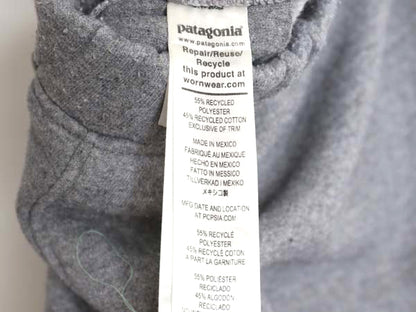 patagonia
www.patagonia.com
Repair/Reuse/
Recycle
this product at
wornwear.com
55% RECYCLED
POLYESTER
45% RECYCLED COTTON
EXCLUSIVE OF TRIM
MADE IN MEXICO
FABRIQUÉ AU MEXIQUE
HECHO EN MEXICO
FATTO IN MESSICO
TILLVERKAD I MEXIKO
メキシコ製
MFG DATE AND LOCATION
AT PCPSIA.COM
55% RECYCLÉ
POLYESTER
45% RECYCLÉ COTON
À PART LA GARNITURE
55% POLIÉSTER
RECICLADO
45% ALGODÓN
RECICLADO